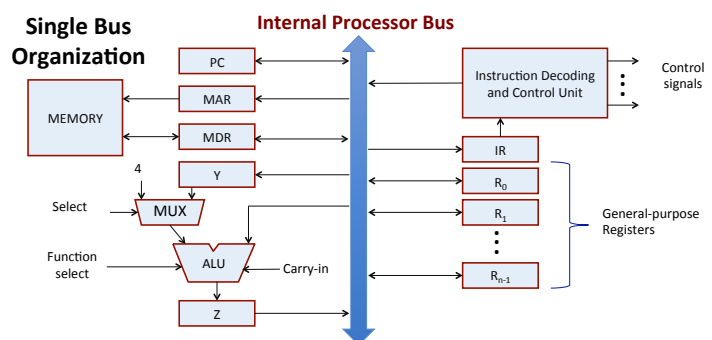 Single Bus
Organization
Internal Processor Bus
PC
MAR
MEMORY
MDR
4
Y
Select
MUX
Function
select
ALU
Carry-in
Z
Instruction Decoding
and Control Unit
Control
signals
IR
R0
R1
General-purpose
Registers
Rn-1